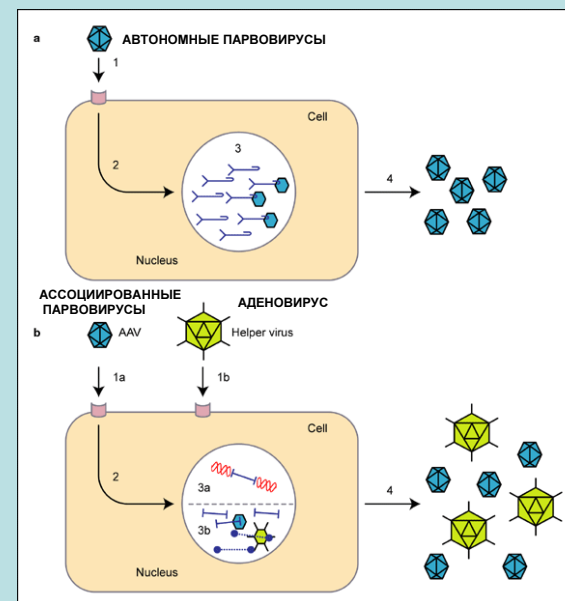 a
АВТОНОМНЫЕ ПАРВОВИРУСЫ
1
Cell
2
3
4
Nucleus
АССОЦИИРОВАННЫЕ
ПАРВОВИРУСЫ
АДЕНОВИРУС
b
AAV
Helper virus
1a
1b
Cell
2
3a
3b
4
Nucleus